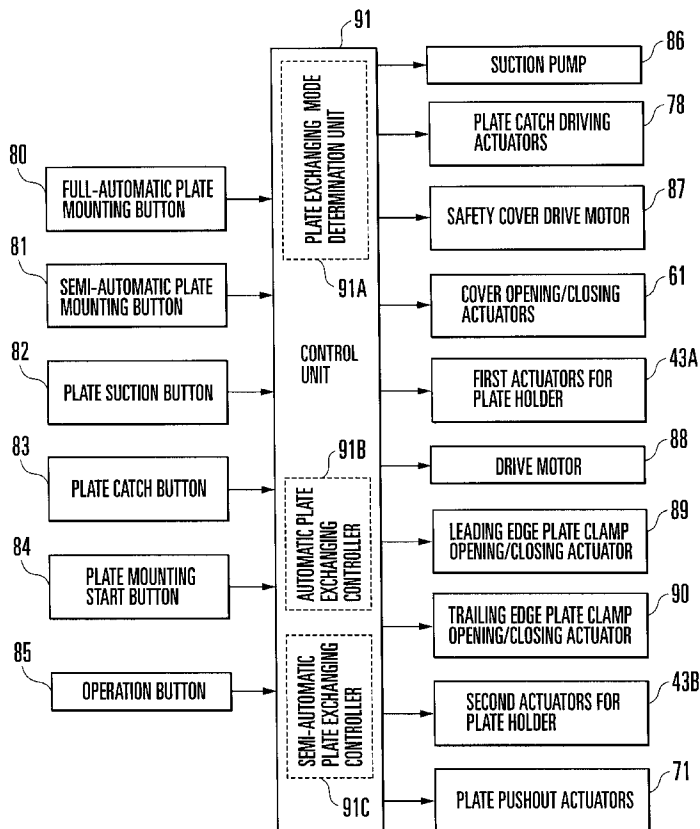 80
FULL-AUTOMATIC PLATE
MOUNTING BUTTON
81
SEMI-AUTOMATIC PLATE
MOUNTING BUTTON
82
PLATE SUCTION BUTTON
83
PLATE CATCH BUTTON
84
PLATE MOUNTING
START BUTTON
85
OPERATION BUTTON
91
PLATE EXCHANGING MODE
DETERMINATION UNIT
91A
CONTROL
UNIT
91B
AUTOMATIC PLATE
EXCHANGING
CONTROLLER
SEMI-AUTOMATIC
PLATE EXCHANGING
CONTROLLER
91C
86
SUCTION PUMP
78
PLATE CATCH DRIVING
ACTUATORS
87
SAFETY COVER DRIVE MOTOR
61
COVER OPENING/CLOSING
ACTUATORS
43A
FIRST ACTUATORS FOR
PLATE HOLDER
88
DRIVE MOTOR
89
LEADING EDGE PLATE CLAMP
OPENING/CLOSING ACTUATOR
90
TRAILING EDGE PLATE CLAMP
OPENING/CLOSING ACTUATOR
43B
SECOND ACTUATORS FOR
PLATE HOLDER
71
PLATE PUSHOUT ACTUATORS